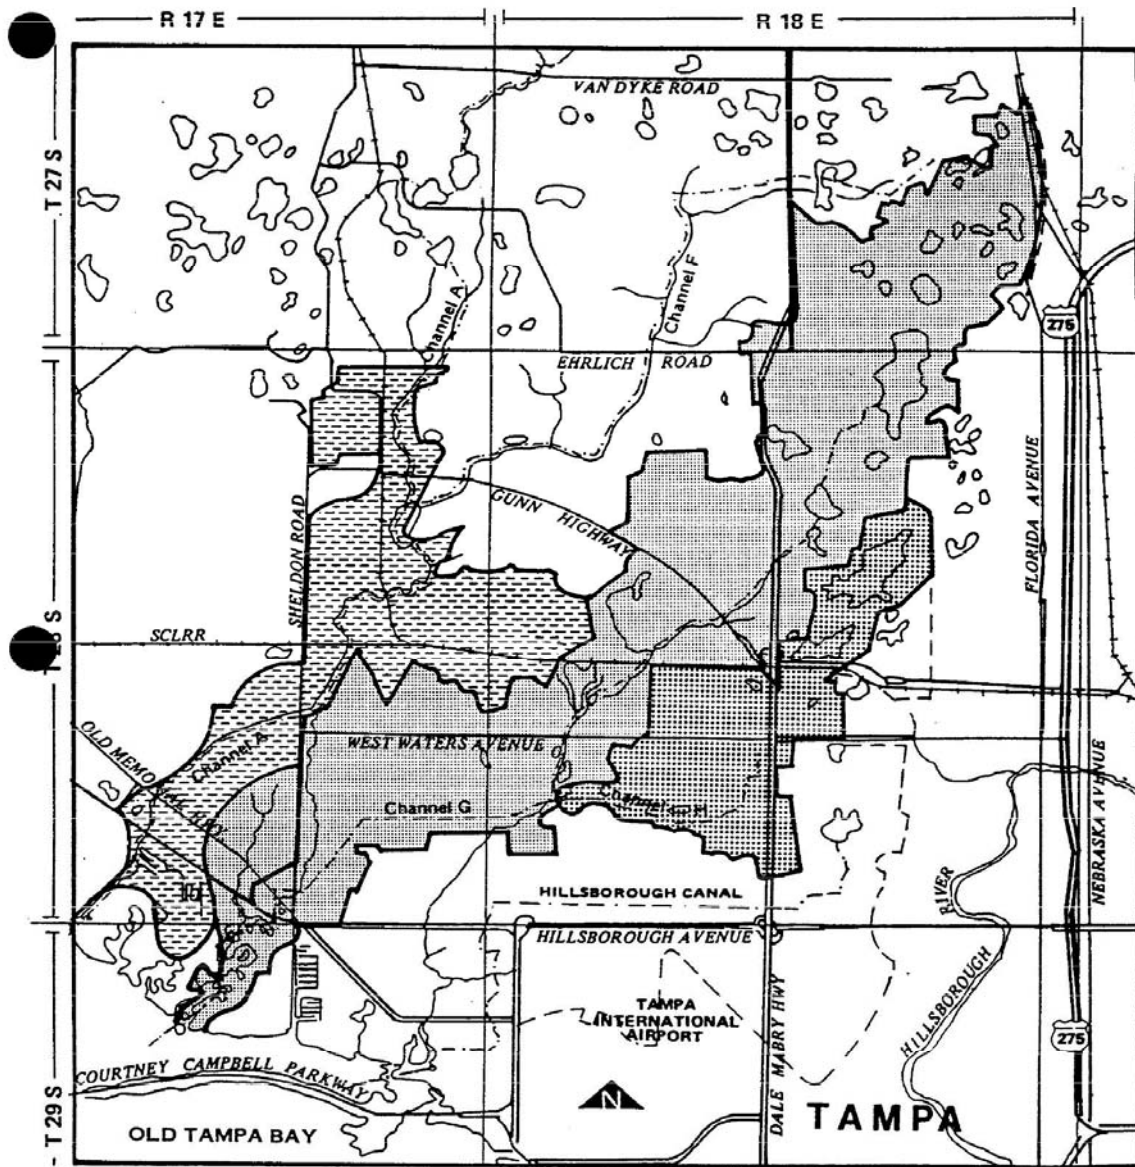 R 17 E
R 18 E
VAN DYKE ROAD
T 27 S
Channel A
Channel F
275
EHRLICH ROAD
GUNN HIGHWAY
SHELDON ROAD
FLORIDA AVENUE
S
SCLRR
OLD MEMORIAL HWY
Channel A
WEST WATERS AVENUE
Channel G
Channel H
NEBRASKA AVENUE
HILLSBOROUGH CANAL
HILLSBOROUGH AVENUE
HILLSBOROUGH RIVER
TAMPA
INTERNATIONAL
AIRPORT
DALE MABRY HWY
275
COURTNEY CAMPBELL PARKWAY
N
TAMPA
T 29 S
OLD TAMPA BAY